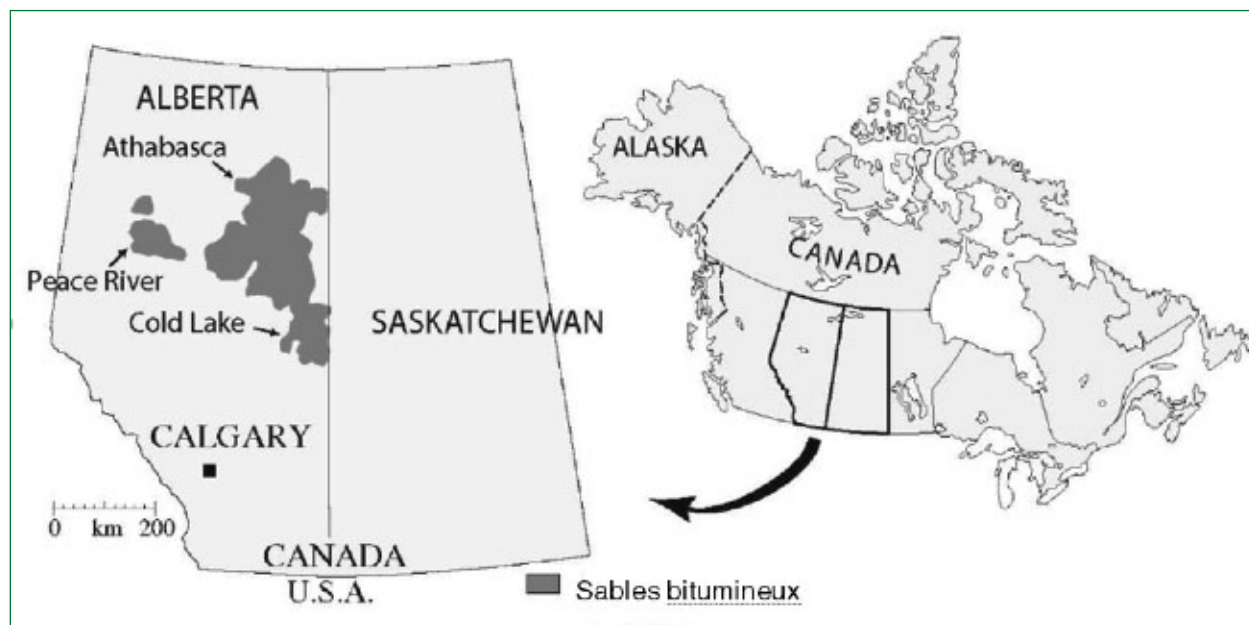 ALBERTA
Athabasca
Peace River
Cold Lake
SASKATCHEWAN
CALGARY
0 km 200
CANADA
U.S.A.
ALASKA
CANADA
Sables bitumineux